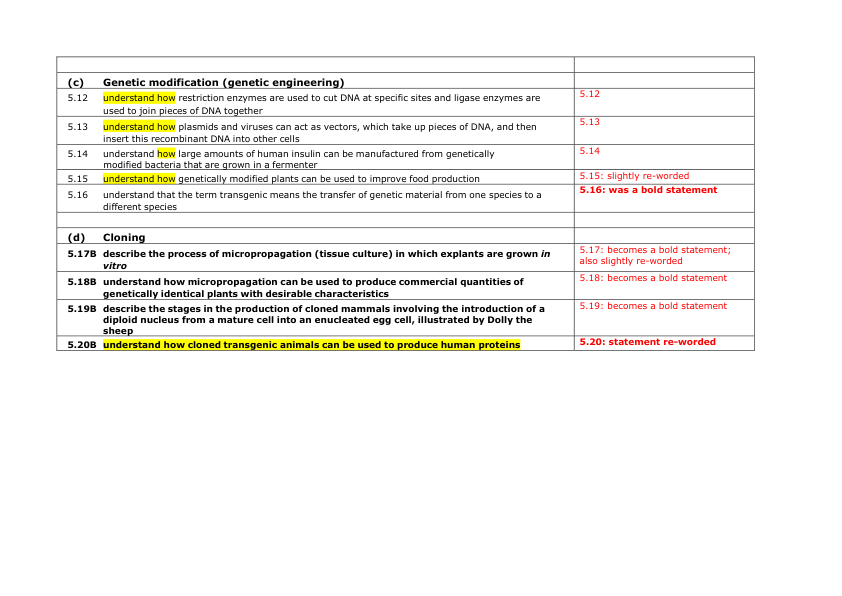 (c) Genetic modification (genetic engineering)
5.12 understand how restriction enzymes are used to cut DNA at specific sites and ligase enzymes are 5.12
used to join pieces of DNA together
5.13 understand how plasmids and viruses can act as vectors, which take up pieces of DNA, and then 5.13
insert this recombinant DNA into other cells
5.14 understand how large amounts of human insulin can be manufactured from genetically 5.14
modified bacteria that are grown in a fermenter
5.15 understand how genetically modified plants can be used to improve food production 5.15: slightly re-worded
5.16 understand that the term transgenic means the transfer of genetic material from one species to a 5.16: was a bold statement
different species
(d) Cloning
5.17B describe the process of micropropagation (tissue culture) in which explants are grown in 5.17: becomes a bold statement;
vitro also slightly re-worded
5.18B understand how micropropagation can be used to produce commercial quantities of 5.18: becomes a bold statement
genetically identical plants with desirable characteristics
5.19B describe the stages in the production of cloned mammals involving the introduction of a 5.19: becomes a bold statement
diploid nucleus from a mature cell into an enucleated egg cell, illustrated by Dolly the
sheep
5.20B understand how cloned transgenic animals can be used to produce human proteins 5.20: statement re-worded